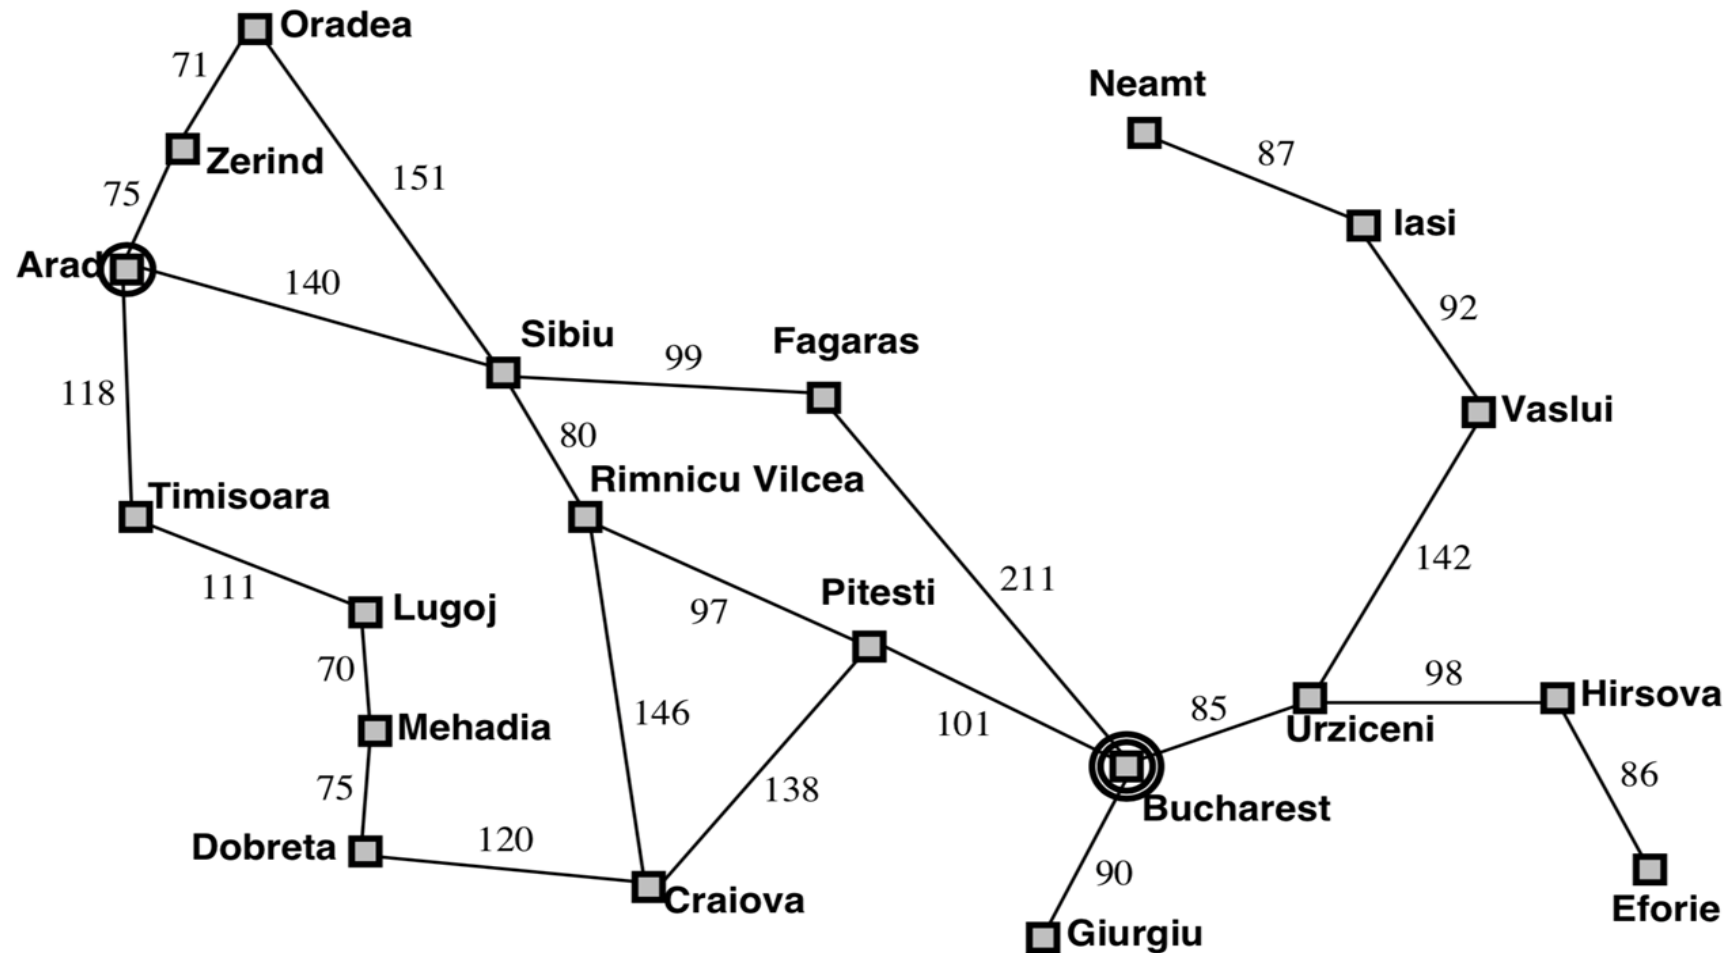 Oradea
71
Neamt
87
Zerind
151
75
Iasi
Arad
140
92
Sibiu
99
Fagaras
118
Vaslui
80
Rimnicu Vilcea
Timisoara
142
211
111
Pitesti
Lugoj
97
70
98
Hirsova
146
85
Mehadia
101
Urziceni
86
75
138
Bucharest
Dobreta
120
90
Craiova
Eforie
Giurgiu